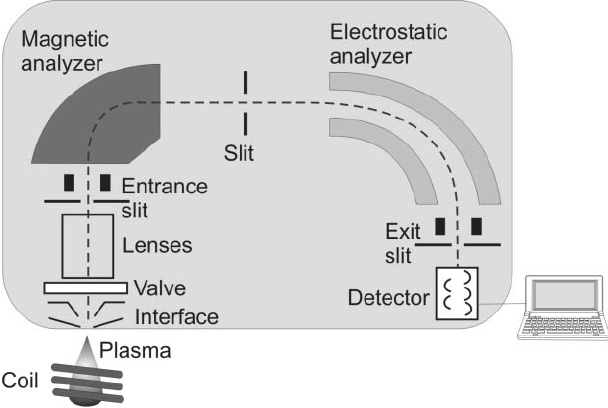 Magnetic
analyzer
Electrostatic
analyzer
Slit
Entrance
slit
Lenses
Valve
Interface
Plasma
Coil
Exit
slit
Detector